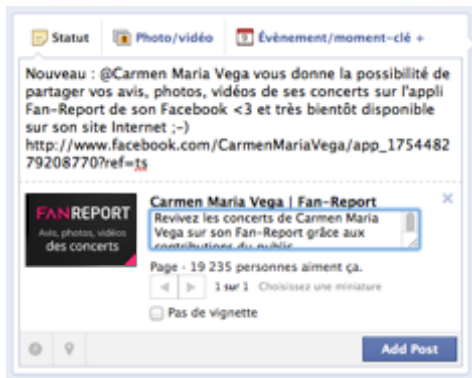 Statut Photo/vidéo Évènement/moment-clé +
Nouveau : @Carmen Maria Vega vous donne la possibilité de
partager vos avis, photos, vidéos de ses concerts sur l'appli
Fan-Report de son Facebook <3 et très bientôt disponible
sur son site Internet ;-)
http://www.facebook.com/CarmenMariaVega/app_1754482
79208770?ref=ts
FANREPORT
Avis, photos, vidéos
des concerts
Carmen Maria Vega | Fan-Report
Revivez les concerts de Carmen Maria
Vega sur son Fan-Report grâce aux
contributions du public
Page - 19 235 personnes aiment ça.
1 sur 1 Choisissez une miniature
Pas de vignette
Add Post